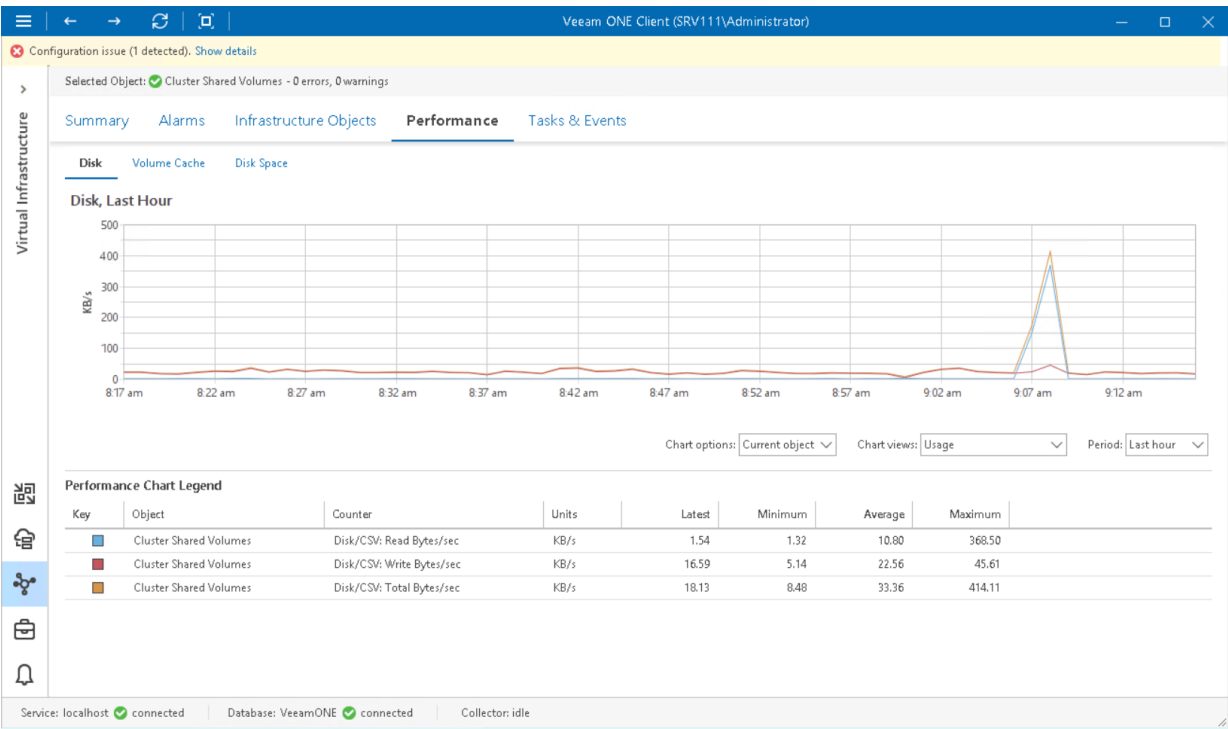 Veeam ONE Client (SRV111\Administrator)
Configuration issue (1 detected). Show details
Selected Object: Cluster Shared Volumes - 0 errors, 0 warnings
Virtual Infrastructure
Summary Alarms Infrastructure Objects Performance Tasks & Events
Disk Volume Cache Disk Space
Disk, Last Hour
KB/s
500
400
300
200
100
0
8:17 am 8:22 am 8:27 am 8:32 am 8:37 am 8:42 am 8:47 am 8:52 am 8:57 am 9:02 am 9:07 am 9:12 am
Chart options: Current object Chart views: Usage Period: Last hour
Performance Chart Legend
Key Object Counter Units Latest Minimum Average Maximum
Cluster Shared Volumes Disk/CSV: Read Bytes/sec KB/s 1.54 1.32 10.80 368.50
Cluster Shared Volumes Disk/CSV: Write Bytes/sec KB/s 16.59 5.14 22.56 45.61
Cluster Shared Volumes Disk/CSV: Total Bytes/sec KB/s 18.13 8.48 33.36 414.11
Service: localhost connected Database: VeeamONE connected Collector: idle